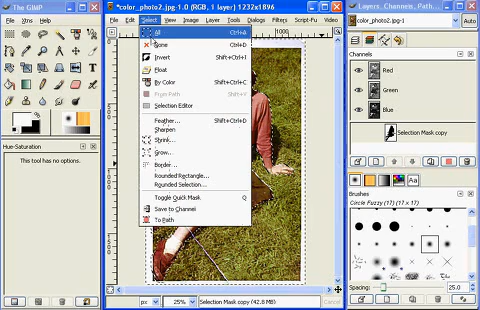 The GIMP
File Xtns Help
Hue-Saturation
This tool has no options.
*color_photo2.jpg-1.0 (RGB, 1 layer) 1232x1896
File Edit Select View Image Layer Tools Dialogs Filters Script-Fu Video
1000
All Ctrl+A
None Ctrl+D
Invert Shift+Ctrl+I
Float Shift+Ctrl+L
By Color Shift+Ctrl+O
From Path Shift+F
Selection Editor
Feather... Shift+Ctrl+D
Sharpen
Shrink...
Grow...
Border...
Rounded Rectangle...
Rounded Selection...
Toggle Quick Mask Q
Save to Channel
To Path
px 25% Selection Mask copy (42.8 MB) Cancel
Layers, Channels, Path...
color_photo2.jpg-1 Auto
Channels
Red
Green
Blue
Selection Mask copy
Brushes
Circle Fuzzy (17) (17 x 17)
Spacing: 25.0